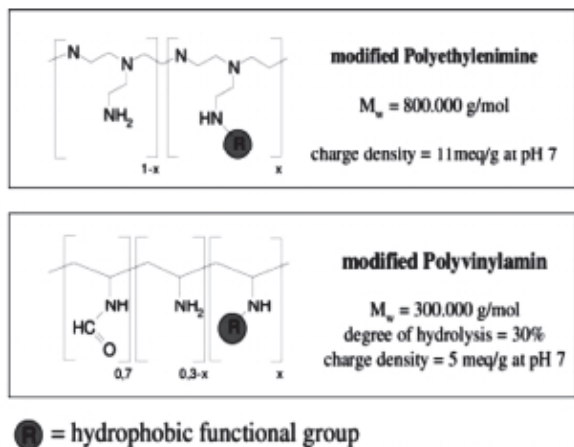 N N N N
NH₂ HN
R
1-x x
modified Polyethylenimine
M_w = 800.000 g/mol
charge density = 11meq/g at pH 7
NH NH₂ NH
HC R
O
0,7 0,3-x x
modified Polyvinylamin
M_w = 300.000 g/mol
degree of hydrolysis = 30%
charge density = 5 meq/g at pH 7
R = hydrophobic functional group